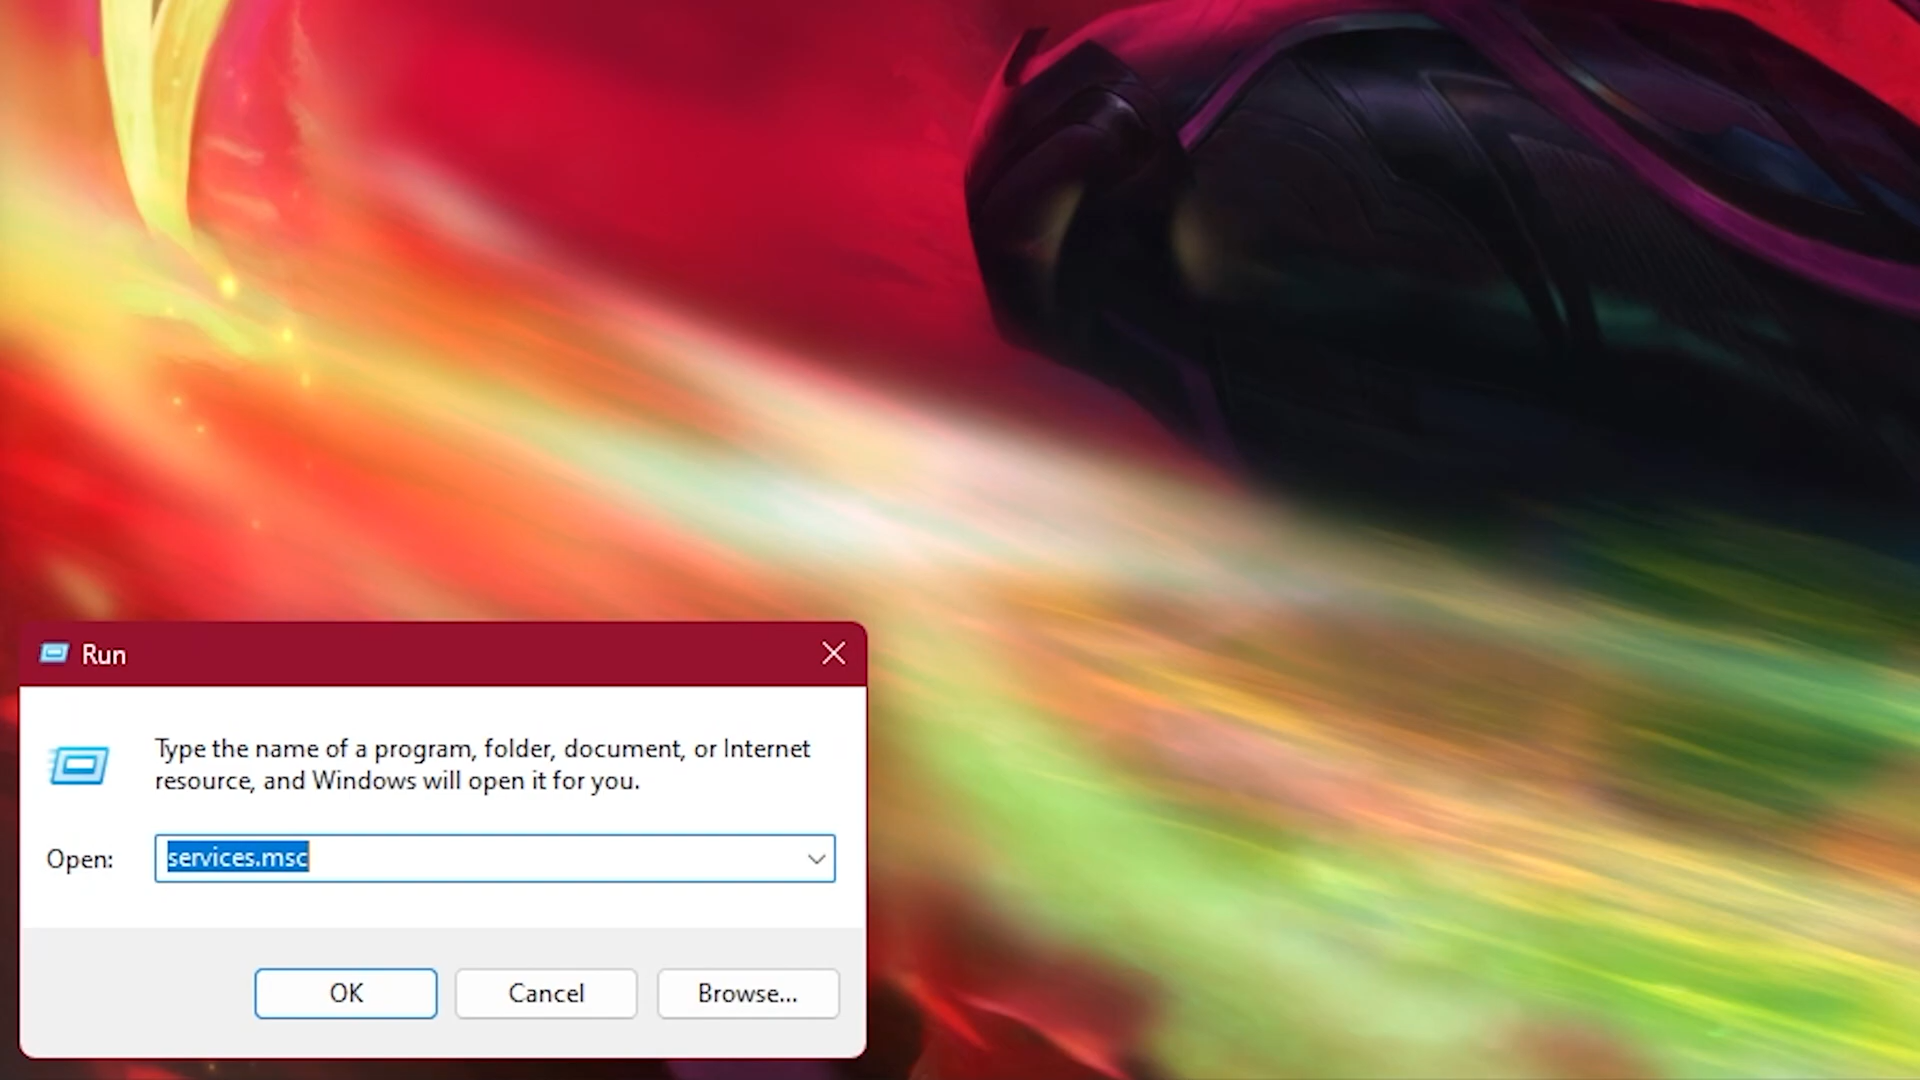 Run
Type the name of a program, folder, document, or Internet
resource, and Windows will open it for you.
Open:
services.msc
OK
Cancel
Browse...